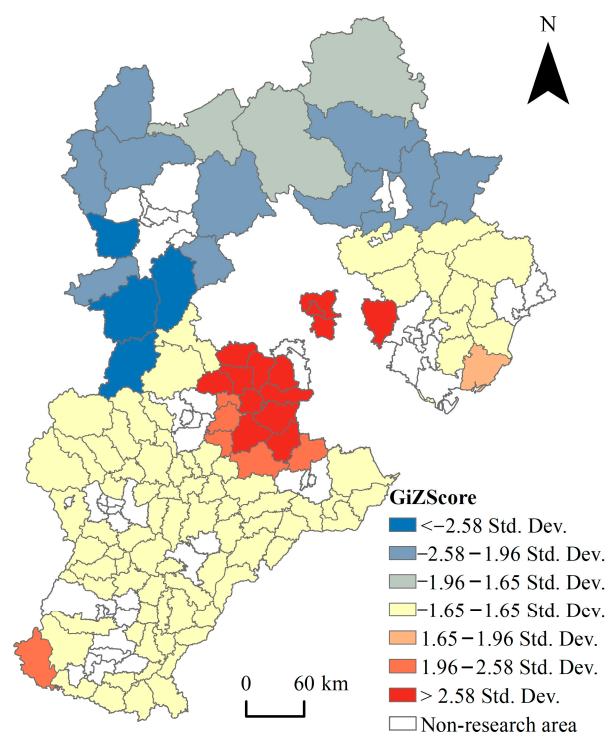 N
GiZScore
<−2.58 Std. Dev.
−2.58−1.96 Std. Dev.
−1.96−1.65 Std. Dev.
−1.65−1.65 Std. Dev.
1.65−1.96 Std. Dev.
1.96−2.58 Std. Dev.
> 2.58 Std. Dev.
Non-research area
0 60 km